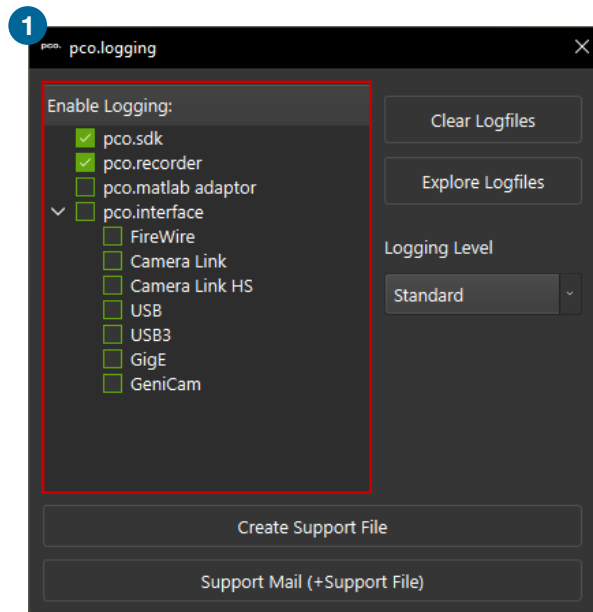 1
pco. pco.logging
Enable Logging:
pco.sdk
pco.recorder
pco.matlab adaptor
pco.interface
FireWire
Camera Link
Camera Link HS
USB
USB3
GigE
GeniCam
Clear Logfiles
Explore Logfiles
Logging Level
Standard
Create Support File
Support Mail (+Support File)